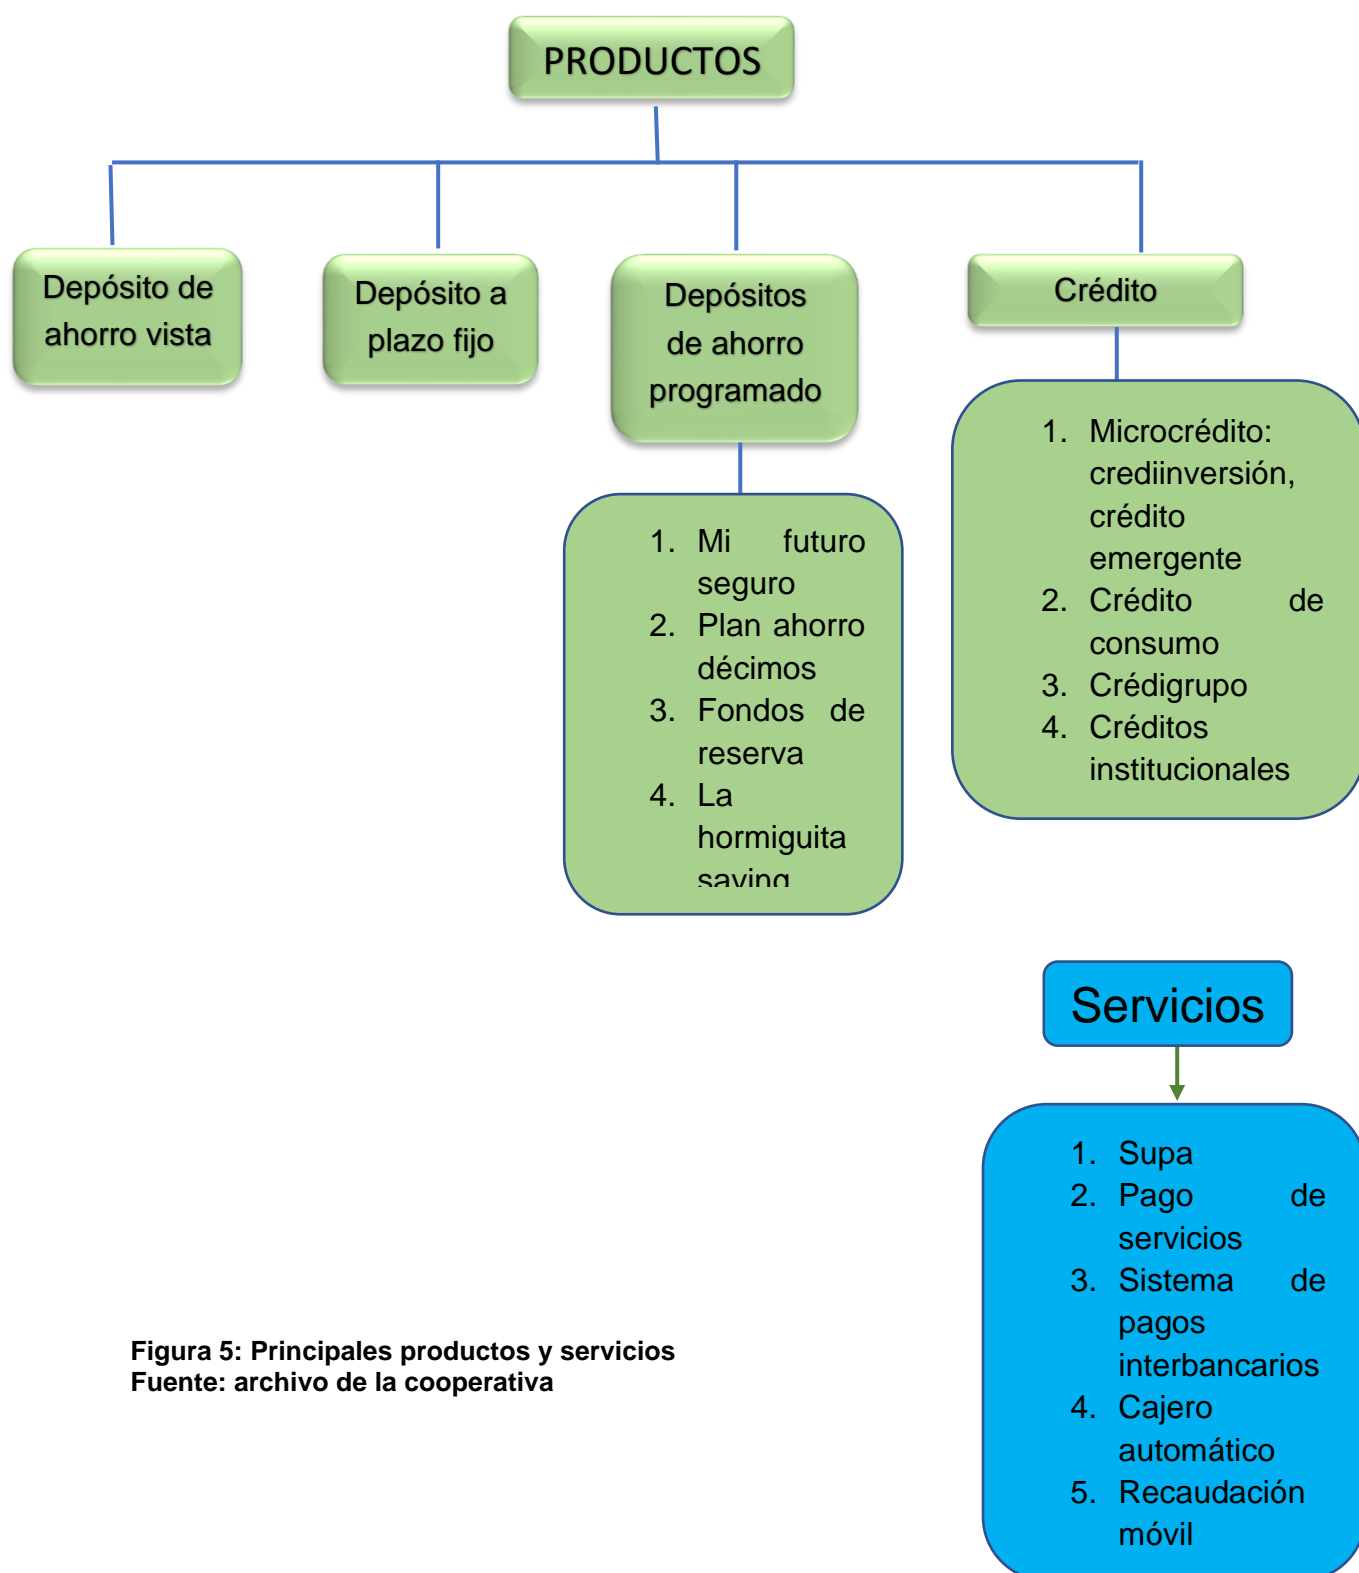 PRODUCTOS
Depósito de
ahorro vista
Depósito a
plazo fijo
Depósitos
de ahorro
programado
Crédito
1. Mi futuro
seguro
2. Plan ahorro
décimos
3. Fondos de
reserva
4. La
hormiguita
saving
1. Microcrédito:
crediinversión,
crédito
emergente
2. Crédito de
consumo
3. Crédigrupo
4. Créditos
institucionales
Servicios
1. Supa
2. Pago de
servicios
3. Sistema de
pagos
interbancarios
4. Cajero
automático
5. Recaudación
móvil
Figura 5: Principales productos y servicios
Fuente: archivo de la cooperativa